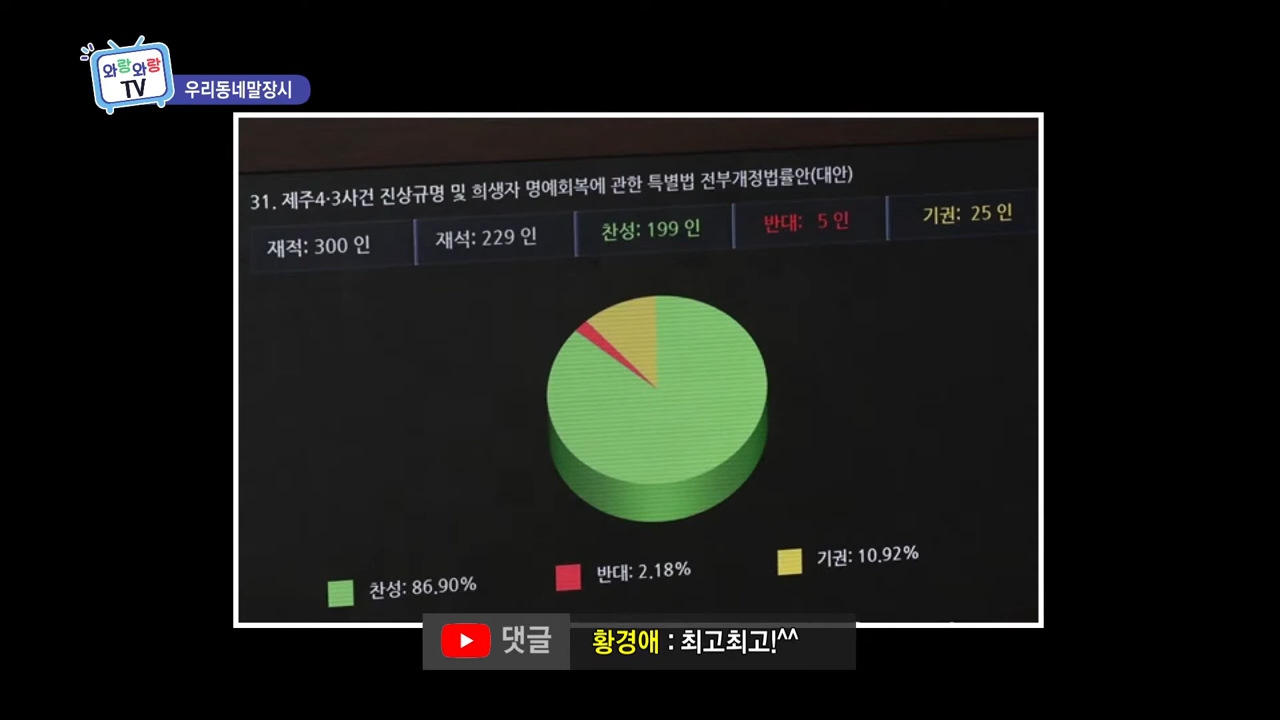 와랑와랑
TV
우리동네말장시
31. 제주4·3사건 진상규명 및 희생자 명예회복에 관한 특별법 전부개정법률안(대안)
재적: 300 인
재석: 229 인
찬성: 199 인
반대: 5 인
기권: 25 인
찬성: 86.90%
반대: 2.18%
기권: 10.92%
댓글
황경애 : 최고최고!^^